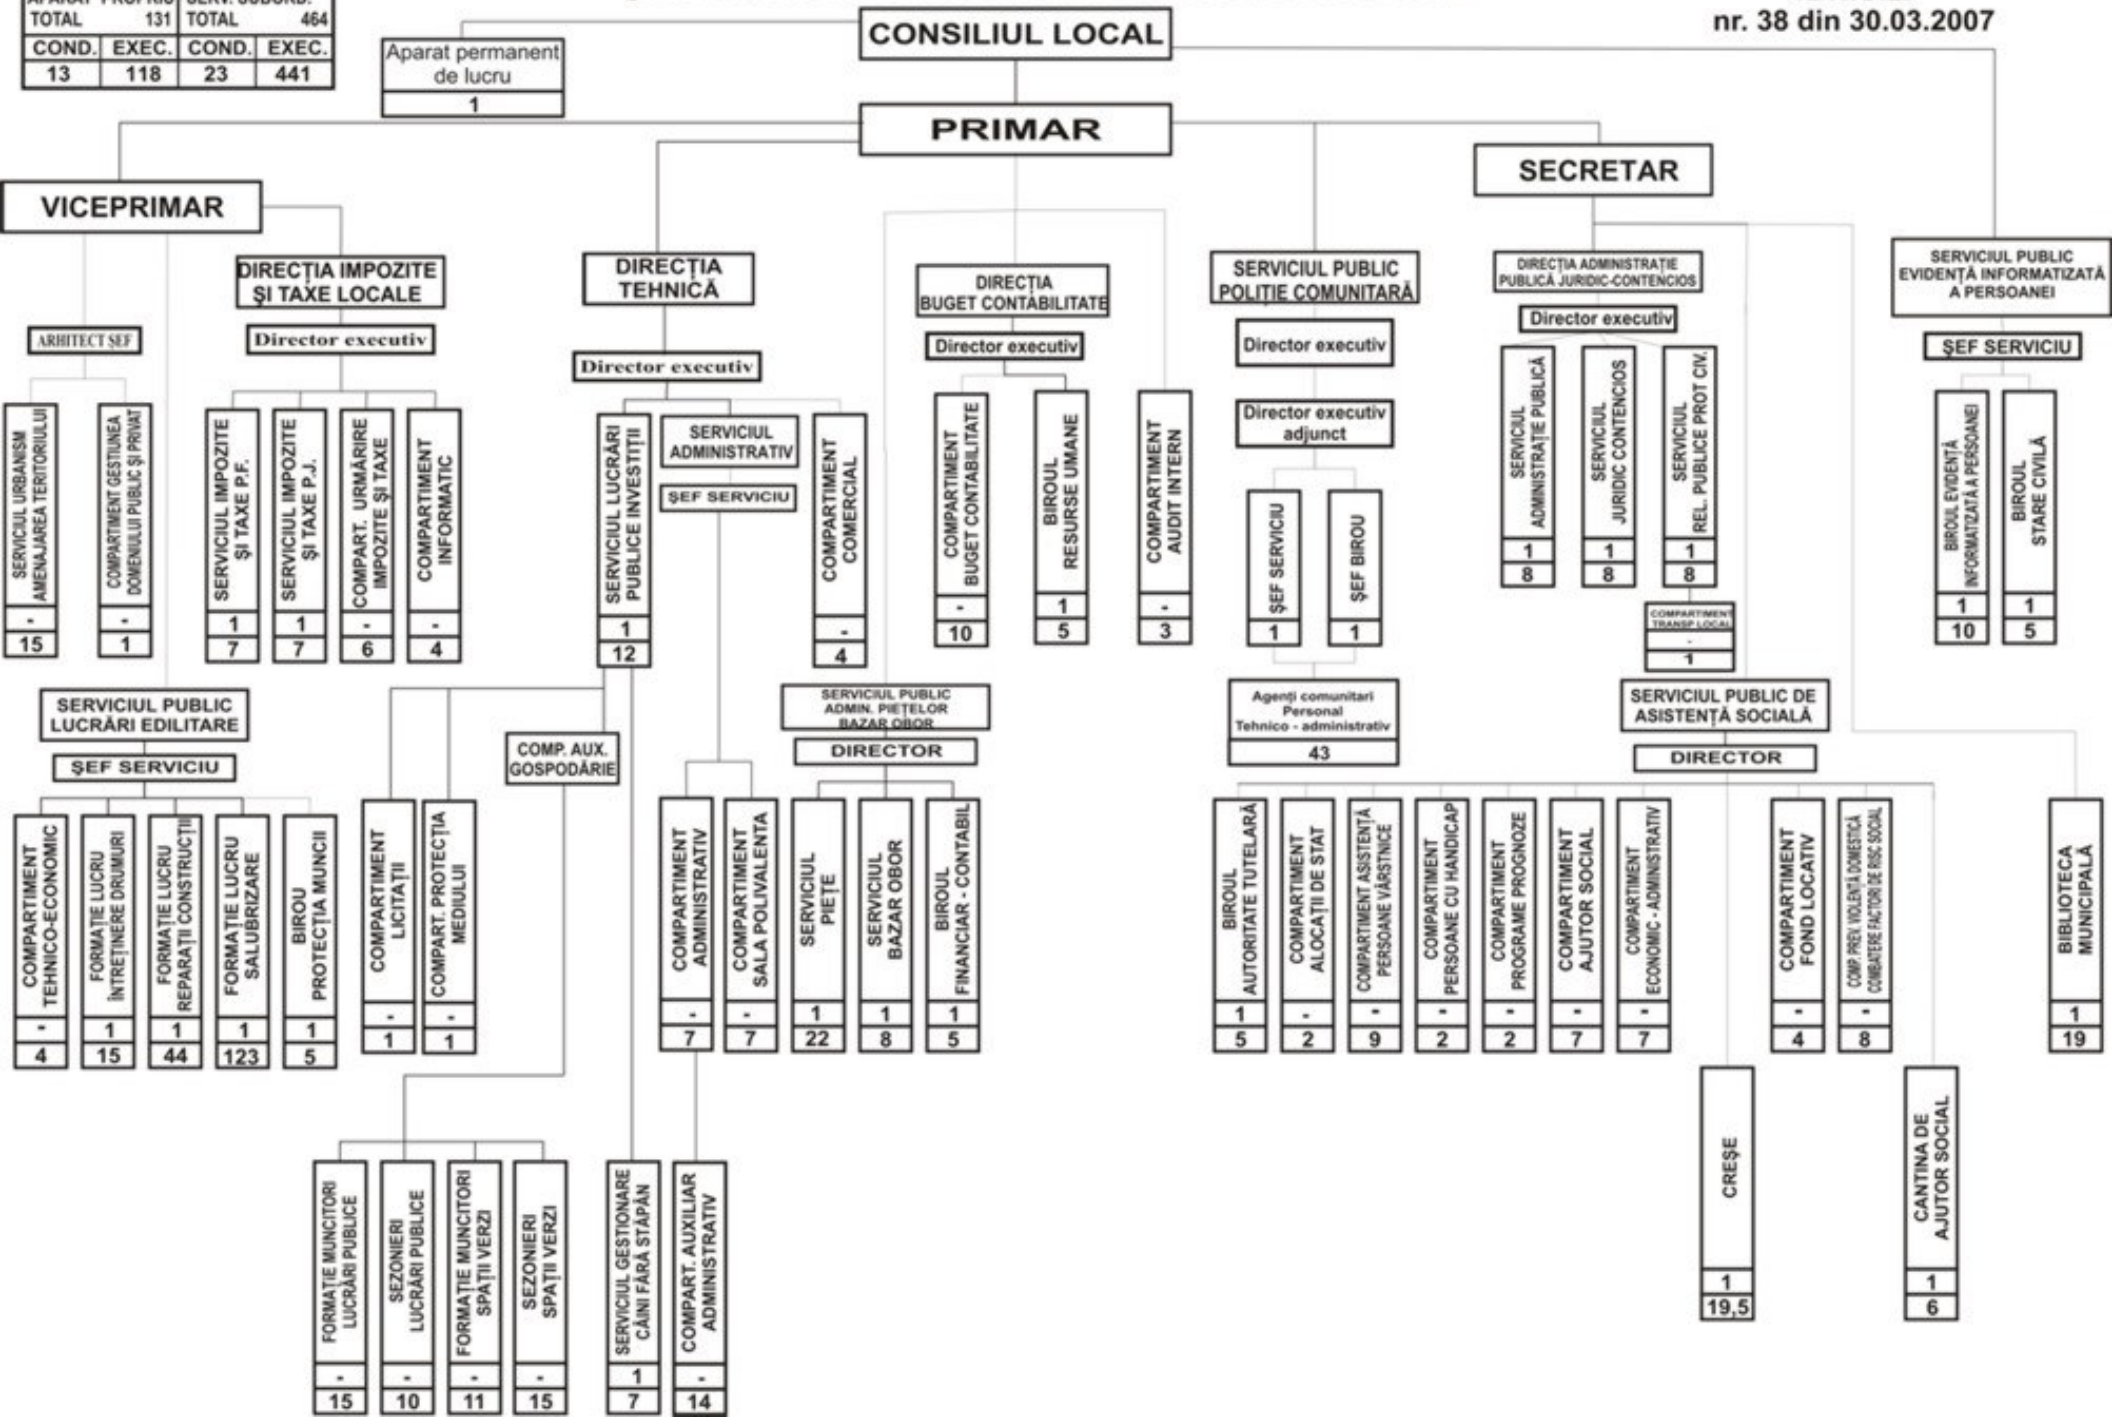 APARAT PROPRIU SERV. SUBORD.
TOTAL 131 TOTAL 464
COND. EXEC. COND. EXEC.
13 118 23 441
nr. 38 din 30.03.2007
Aparat permanent
de lucru
1
CONSILIUL LOCAL
PRIMAR
SECRETAR
VICEPRIMAR
DIRECȚIA IMPOZITE
ȘI TAXE LOCALE
Director executiv
ARHITECT ȘEF
SERVICIUL URBANISM
AMENAJAREA TERITORIULUI
-
15
COMPARTIMENT GESTIUNEA
DOMENIULUI PUBLIC ȘI PRIVAT
-
1
SERVICIUL IMPOZITE
ȘI TAXE P.F.
1
7
SERVICIUL IMPOZITE
ȘI TAXE P.J.
1
7
COMPART. URMĂRIRE
IMPOZITE ȘI TAXE
-
6
COMPARTIMENT
INFORMATIC
-
4
DIRECȚIA
TEHNICĂ
Director executiv
SERVICIUL LUCRĂRI
PUBLICE INVESTIȚII
1
12
SERVICIUL
ADMINISTRATIV
ȘEF SERVICIU
COMPARTIMENT
COMERCIAL
-
4
DIRECȚIA
BUGET CONTABILITATE
Director executiv
COMPARTIMENT
BUGET CONTABILITATE
-
10
BIROUL
RESURSE UMANE
1
5
COMPARTIMENT
AUDIT INTERN
-
3
SERVICIUL PUBLIC
POLIȚIE COMUNITARĂ
Director executiv
Director executiv
adjunct
ȘEF SERVICIU
1
ȘEF BIROU
1
Agenți comunitari
Personal
Tehnico - administrativ
43
DIRECȚIA ADMINISTRAȚIE
PUBLICĂ JURIDIC-CONTENCIOS
Director executiv
SERVICIUL
ADMINISTRAȚIE PUBLICĂ
1
8
SERVICIUL
JURIDIC CONTENCIOS
1
8
SERVICIUL
REL. PUBLICE PROT CIV.
1
8
COMPARTIMENT
TRANSP LOCAL
-
1
SERVICIUL PUBLIC
EVIDENȚĂ INFORMATIZATĂ
A PERSOANEI
ȘEF SERVICIU
BIROUL EVIDENȚĂ
INFORMATIZATĂ A PERSOANEI
1
10
BIROUL
STARE CIVILĂ
1
5
SERVICIUL PUBLIC
LUCRĂRI EDILITARE
ȘEF SERVICIU
COMPARTIMENT
TEHNICO-ECONOMIC
-
4
FORMAȚIE LUCRU
ÎNTREȚINERE DRUMURI
1
15
FORMAȚIE LUCRU
REPARAȚII CONSTRUCȚII
1
44
FORMAȚIE LUCRU
SALUBRIZARE
1
123
BIROU
PROTECȚIA MUNCII
1
5
COMPARTIMENT
LICITAȚII
-
1
COMPART. PROTECȚIA
MEDIULUI
-
1
COMP. AUX.
GOSPODĂRIE
COMPARTIMENT
ADMINISTRATIV
-
7
COMPARTIMENT
SALA POLIVALENTA
-
7
SERVICIUL PUBLIC
ADMIN. PIEȚELOR
BAZAR OBOR
DIRECTOR
SERVICIUL
PIEȚE
1
22
SERVICIUL
BAZAR OBOR
1
8
BIROUL
FINANCIAR - CONTABIL
1
5
SERVICIUL PUBLIC DE
ASISTENȚĂ SOCIALĂ
DIRECTOR
BIROUL
AUTORITATE TUTELARĂ
1
5
COMPARTIMENT
ALOCAȚII DE STAT
-
2
COMPARTIMENT ASISTENȚĂ
PERSOANE VÂRSTNICE
-
9
COMPARTIMENT
PERSOANE CU HANDICAP
-
2
COMPARTIMENT
PROGRAME PROGNOZE
-
2
COMPARTIMENT
AJUTOR SOCIAL
-
7
COMPARTIMENT
ECONOMIC - ADMINISTRATIV
-
7
COMPARTIMENT
FOND LOCATIV
-
4
COMP. PREV. VIOLENȚĂ DOMESTICĂ
COMBATERE FACTORI DE RISC SOCIAL
-
8
BIBLIOTECA
MUNICIPALĂ
1
19
FORMAȚIE MUNCITORI
LUCRĂRI PUBLICE
-
15
SEZONIERI
LUCRĂRI PUBLICE
-
10
FORMAȚIE MUNCITORI
SPAȚII VERZI
-
11
SEZONIERI
SPAȚII VERZI
-
15
SERVICIUL GESTIONARE
CÂINI FĂRĂ STĂPÂN
1
7
COMPART. AUXILIAR
ADMINISTRATIV
-
14
CREȘE
1
19,5
CANTINA DE
AJUTOR SOCIAL
1
6